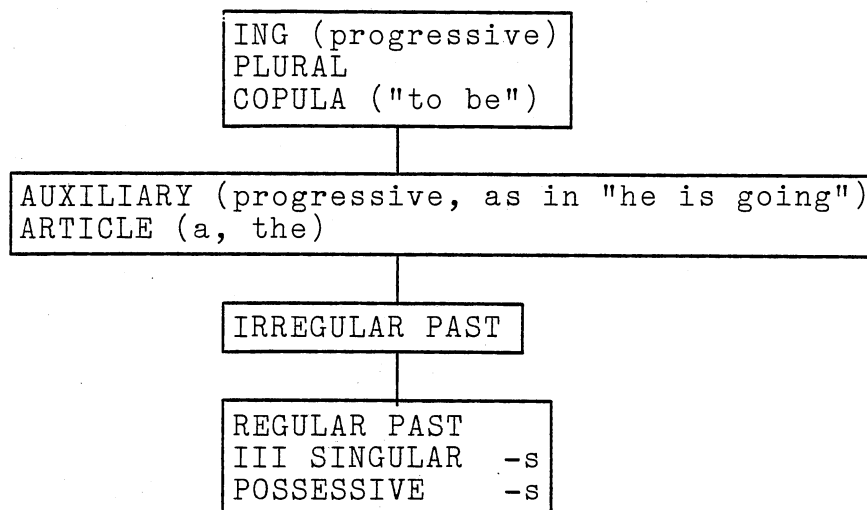 ING (progressive)
PLURAL
COPULA ("to be")
AUXILIARY (progressive, as in "he is going")
ARTICLE (a, the)
IRREGULAR PAST
REGULAR PAST
III SINGULAR -s
POSSESSIVE -s